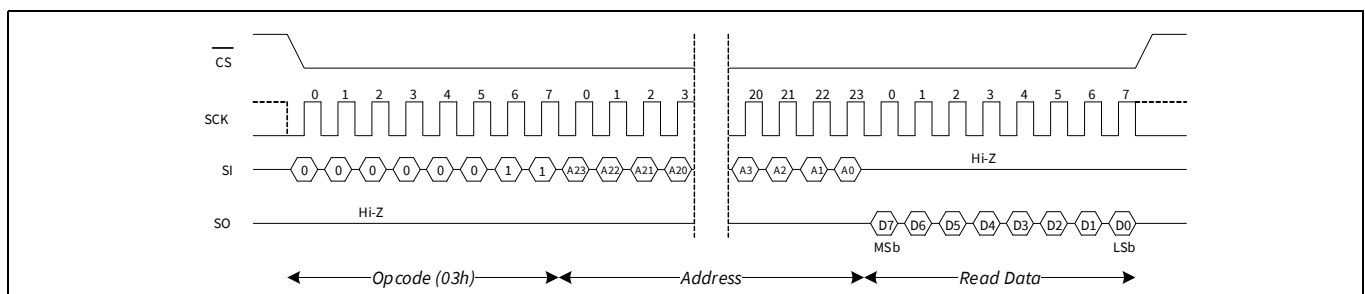 CS
0 1 2 3 4 5 6 7 0 1 2 3 20 21 22 23 0 1 2 3 4 5 6 7
SCK
Hi-Z
SI 0 0 0 0 0 0 1 1 A23 A22 A21 A20 A3 A2 A1 A0
Hi-Z
SO D7 D6 D5 D4 D3 D2 D1 D0
MSb LSb
Opcode (03h) Address Read Data